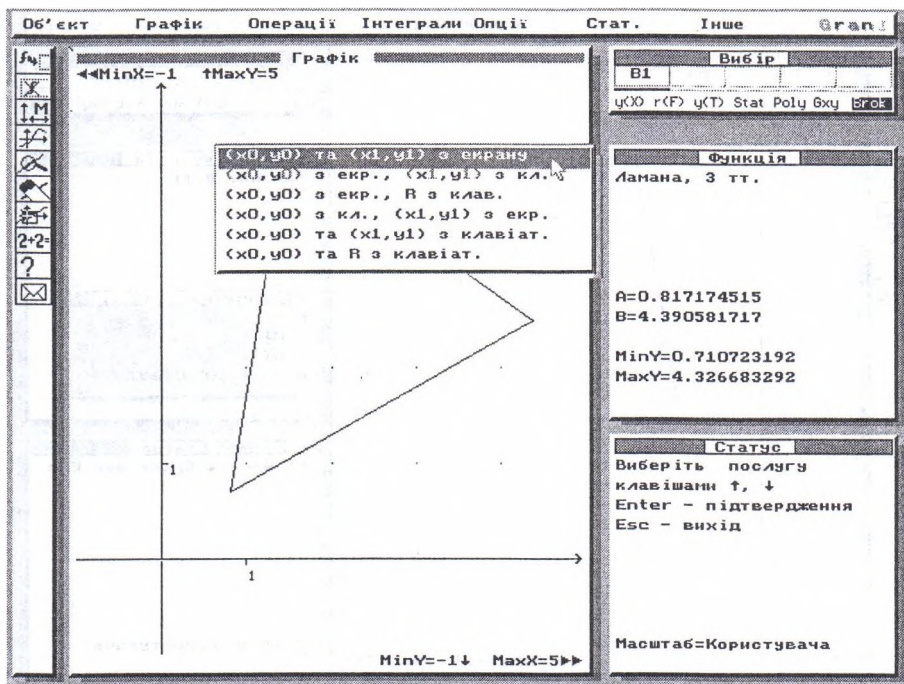 Об'єкт Графік Операції Інтеграли Опції Стат. Інше Gran1
Графік
◄◄MinX=-1 ↑MaxY=5
(x0,y0) та (x1,y1) з екрану
(x0,y0) з екр., (x1,y1) з кл.
(x0,y0) з екр., R з клав.
(x0,y0) з кл., (x1,y1) з екр.
(x0,y0) та (x1,y1) з клавіат.
(x0,y0) та R з клавіат.
1
1
MinY=-1↓ MaxX=5►►
2+2=
?
Вибір
B1
y(X) r(F) y(T) Stat Poly Gxy Brok
Функція
Ламана, 3 тт.
A=0.817174515
B=4.390581717
MinY=0.710723192
MaxY=4.326683292
Статус
Виберіть послугу
клавішами ↑, ↓
Enter - підтвердження
Esc - вихід
Масштаб=Користувача